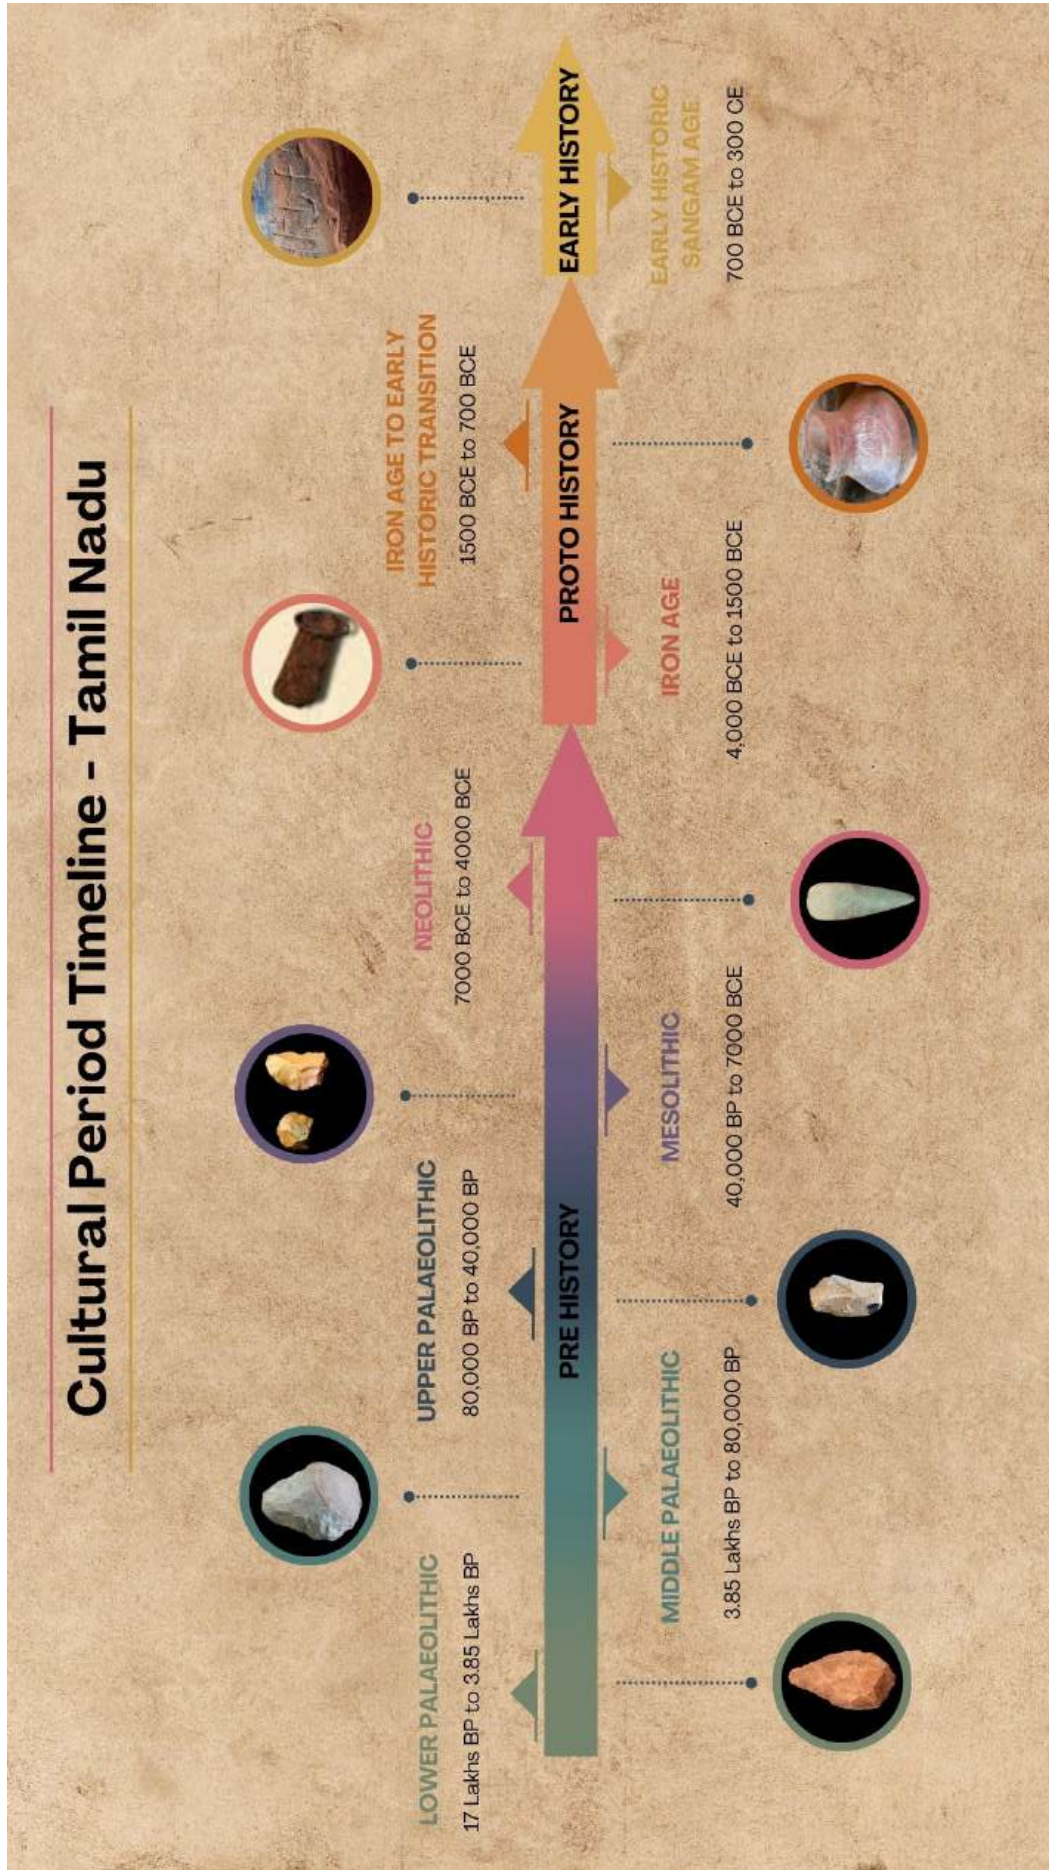 Cultural Period Timeline - Tamil Nadu
LOWER PALAEOLITHIC
17 Lakhs BP to 3.85 Lakhs BP
UPPER PALAEOLITHIC
80,000 BP to 40,000 BP
NEOLITHIC
7000 BCE to 4000 BCE
IRON AGE TO EARLY
HISTORIC TRANSITION
1500 BCE to 700 BCE
PRE HISTORY
PROTO HISTORY
EARLY HISTORY
MIDDLE PALAEOLITHIC
3.85 Lakhs BP to 80,000 BP
MESOLITHIC
40,000 BP to 7000 BCE
IRON AGE
4,000 BCE to 1500 BCE
EARLY HISTORIC
SANGAM AGE
700 BCE to 300 CE